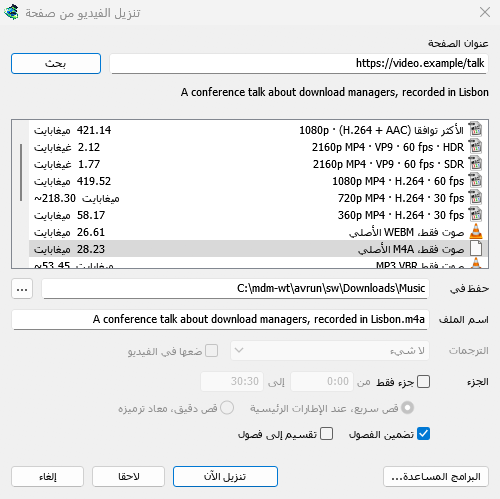 تنزيل الفيديو من صفحة
عنوان الصفحة
https://video.example/talk
بحث
A conference talk about download managers, recorded in Lisbon
الأكثر توافقا (H.264 + AAC) · 1080p 421.14 ميغابايت
2160p MP4 · VP9 · 60 fps · HDR 2.12 غيغابايت
2160p MP4 · VP9 · 60 fps · SDR 1.77 غيغابايت
1080p MP4 · H.264 · 60 fps 419.52 ميغابايت
720p MP4 · H.264 · 30 fps ~218.30 ميغابايت
360p MP4 · H.264 · 30 fps 58.17 ميغابايت
صوت فقط، WEBM الأصلي 26.61 ميغابايت
صوت فقط، M4A الأصلي 28.23 ميغابايت
صوت فقط، MP3 VBR ~53.45 ميغابايت
حفظ في
C:\mdm-wt\avrun\sw\Downloads\Music
...
اسم الملف
A conference talk about download managers, recorded in Lisbon.m4a
الترجمات
لا شيء
ضعها في الفيديو
الجزء
جزء فقط من 0:00 إلى 30:30
قص سريع، عند الإطارات الرئيسية
قص دقيق، معاد ترميزه
تضمين الفصول
تقسيم إلى فصول
البرامج المساعدة...
تنزيل الآن
لاحقا
إلغاء